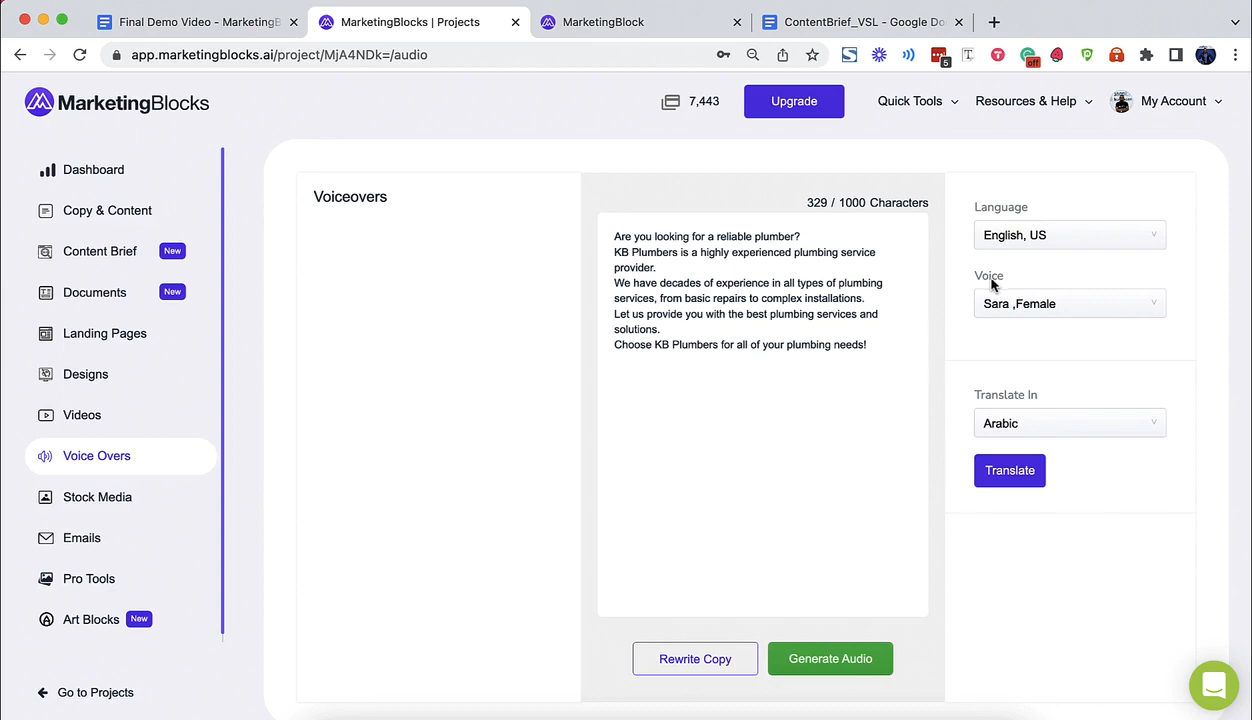 Final Demo Video - MarketingB
MarketingBlocks | Projects
MarketingBlock
ContentBrief_VSL - Google Do
app.marketingblocks.ai/project/MjA4NDk=/audio
5
off
MarketingBlocks
7,443
Upgrade
Quick Tools
Resources & Help
My Account
Dashboard
Copy & Content
Content Brief New
Documents New
Landing Pages
Designs
Videos
Voice Overs
Stock Media
Emails
Pro Tools
Art Blocks New
Go to Projects
Voiceovers
329 / 1000 Characters
Are you looking for a reliable plumber?
KB Plumbers is a highly experienced plumbing service
provider.
We have decades of experience in all types of plumbing
services, from basic repairs to complex installations.
Let us provide you with the best plumbing services and
solutions.
Choose KB Plumbers for all of your plumbing needs!
Rewrite Copy
Generate Audio
Language
English, US
Voice
Sara ,Female
Translate In
Arabic
Translate